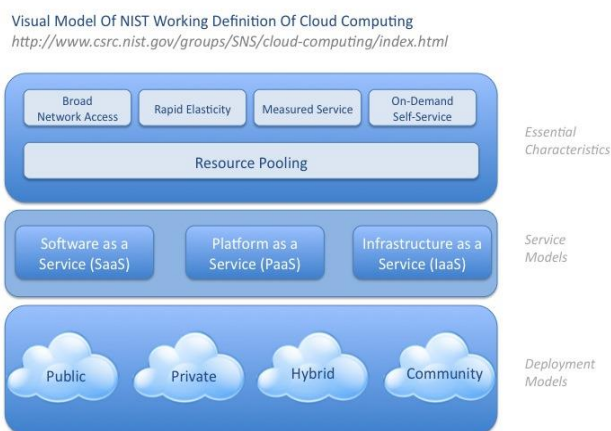 Visual Model Of NIST Working Definition Of Cloud Computing
http://www.csrc.nist.gov/groups/SNS/cloud-computing/index.html
Broad
Network Access
Rapid Elasticity
Measured Service
On-Demand
Self-Service
Resource Pooling
Essential
Characteristics
Software as a
Service (SaaS)
Platform as a
Service (PaaS)
Infrastructure as a
Service (IaaS)
Service
Models
Public
Private
Hybrid
Community
Deployment
Models